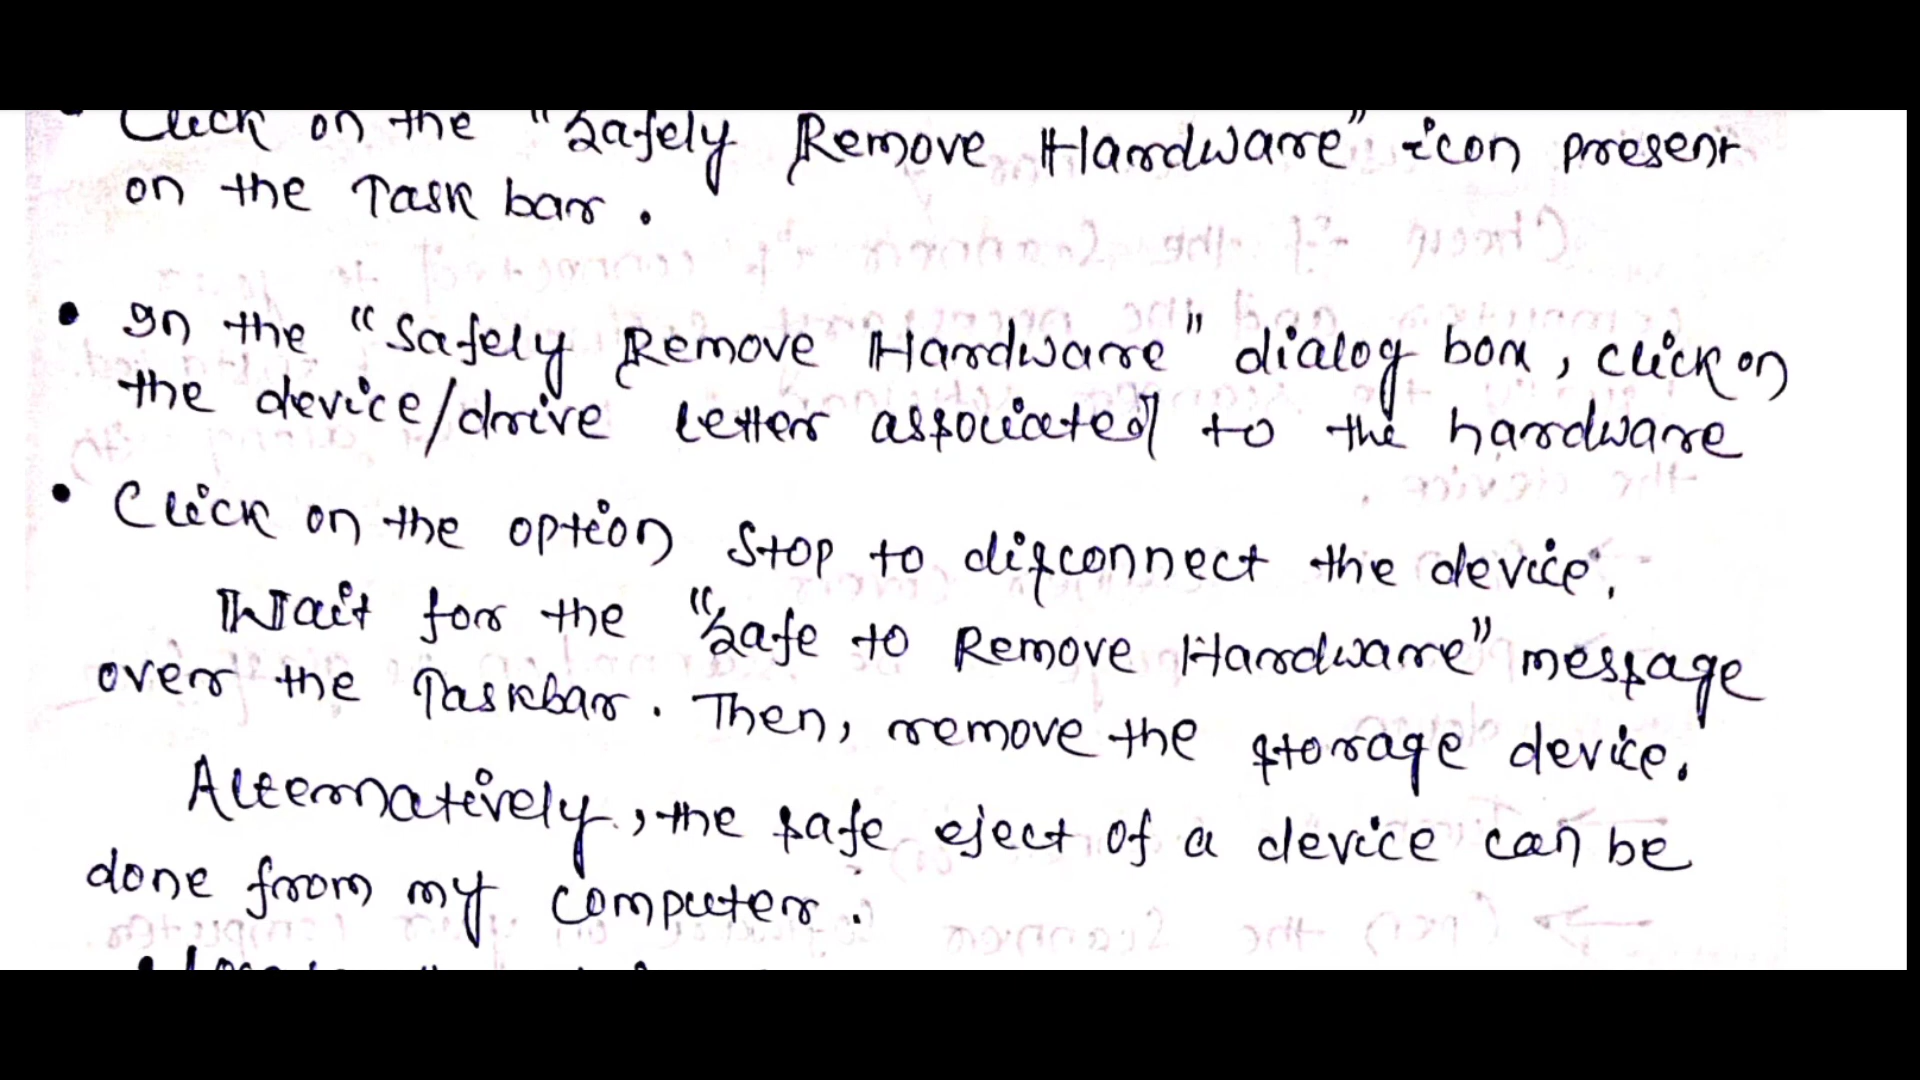 • Click on the "Safely Remove Hardware" icon present
on the Task bar.
• In the "Safely Remove Hardware" dialog box, click on
the device/drive letter associated to the hardware
• Click on the option Stop to disconnect the device.
Wait for the "Safe to Remove Hardware" message
over the Taskbar. Then, remove the storage device.
Alternatively, the safe eject of a device can be
done from my computer.